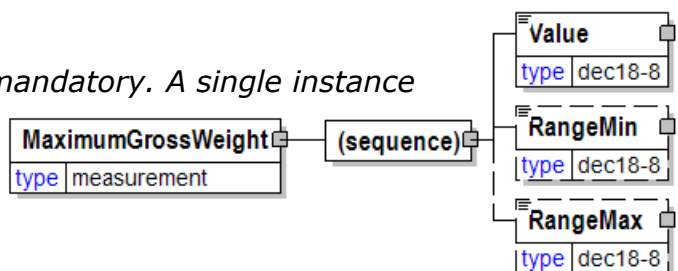 Value
type dec18-8
mandatory. A single instance
RangeMin
type dec18-8
MaximumGrossWeight
type measurement
(sequence)
RangeMax
type dec18-8